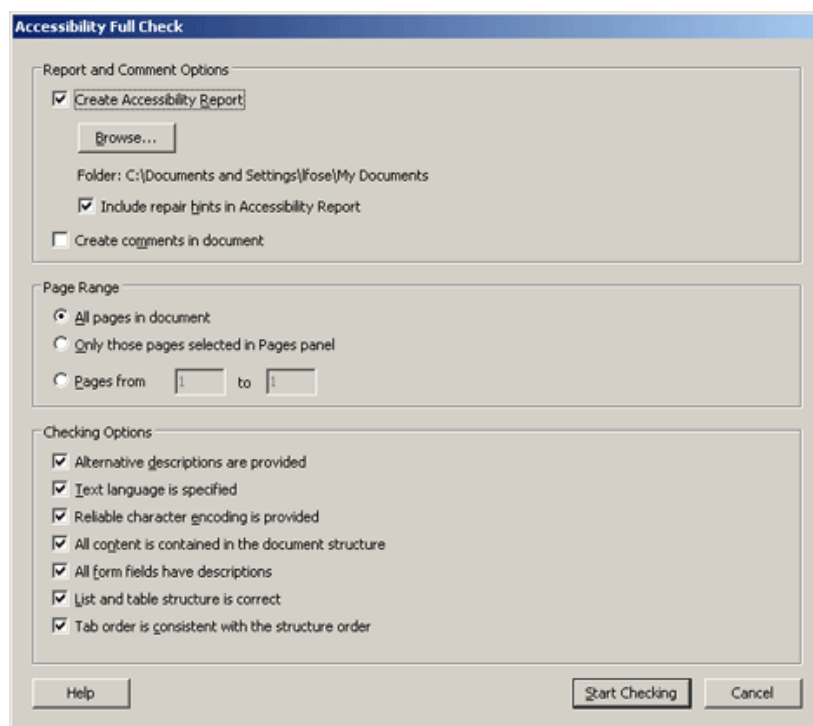 Accessibility Full Check
Report and Comment Options
Create Accessibility Report
Browse...
Folder: C:\Documents and Settings\lfose\My Documents
Include repair hints in Accessibility Report
Create comments in document
Page Range
All pages in document
Only those pages selected in Pages panel
Pages from 1 to 1
Checking Options
Alternative descriptions are provided
Text language is specified
Reliable character encoding is provided
All content is contained in the document structure
All form fields have descriptions
List and table structure is correct
Tab order is consistent with the structure order
Help Start Checking Cancel